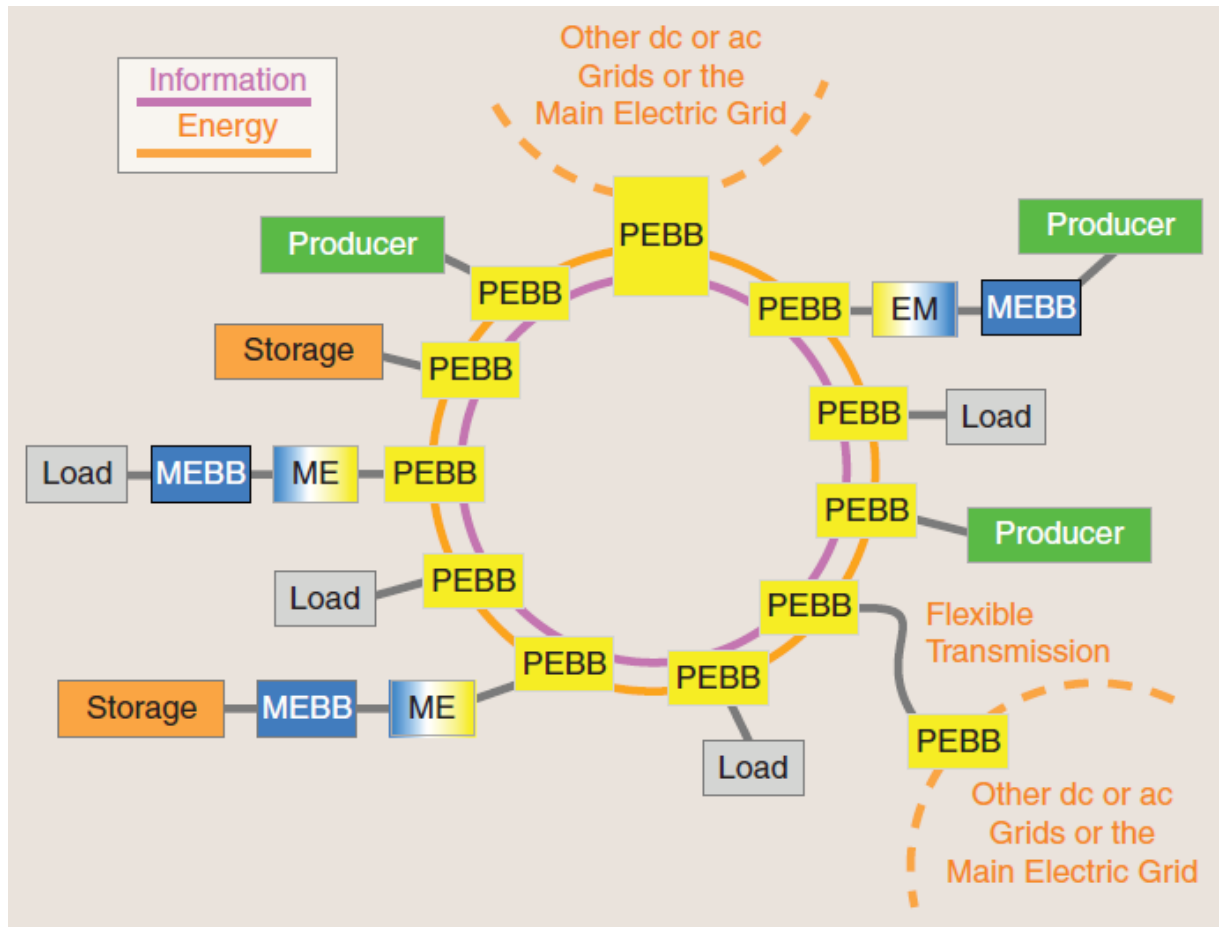 Other dc or ac
Grids or the
Main Electric Grid
Information
Energy
PEBB
Producer
PEBB
PEBB
EM
MEBB
Producer
Storage
PEBB
PEBB
Load
Load
MEBB
ME
PEBB
PEBB
Producer
Load
PEBB
PEBB
Flexible
Transmission
Storage
MEBB
ME
PEBB
PEBB
Load
PEBB
Other dc or ac
Grids or the
Main Electric Grid